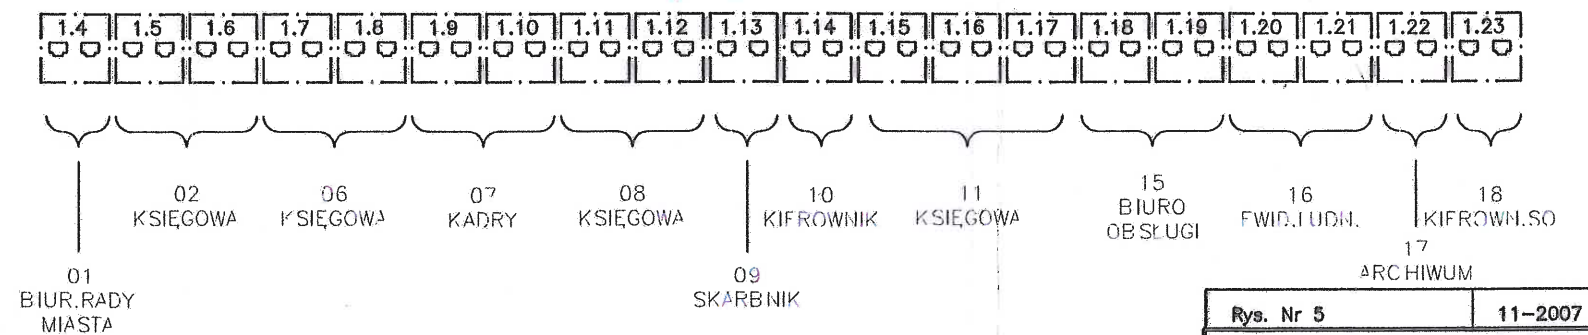 1.4 1.5 1.6 1.7 1.8 1.9 1.10 1.11 1.12 1.13 1.14 1.15 1.16 1.17 1.18 1.19 1.20 1.21 1.22 1.23
01
BIUR.RADY
MIASTA
02
KSIĘGOWA
06
KSIĘGOWA
07
KADRY
08
KSIĘGOWA
09
SKARBNIK
10
KIEROWNIK
11
KSIĘGOWA
15
BIURO
OBSŁUGI
16
EWID.LUDN.
17
ARCHIWUM
18
KIEROWN.SO
Rys. Nr 5
11-2007